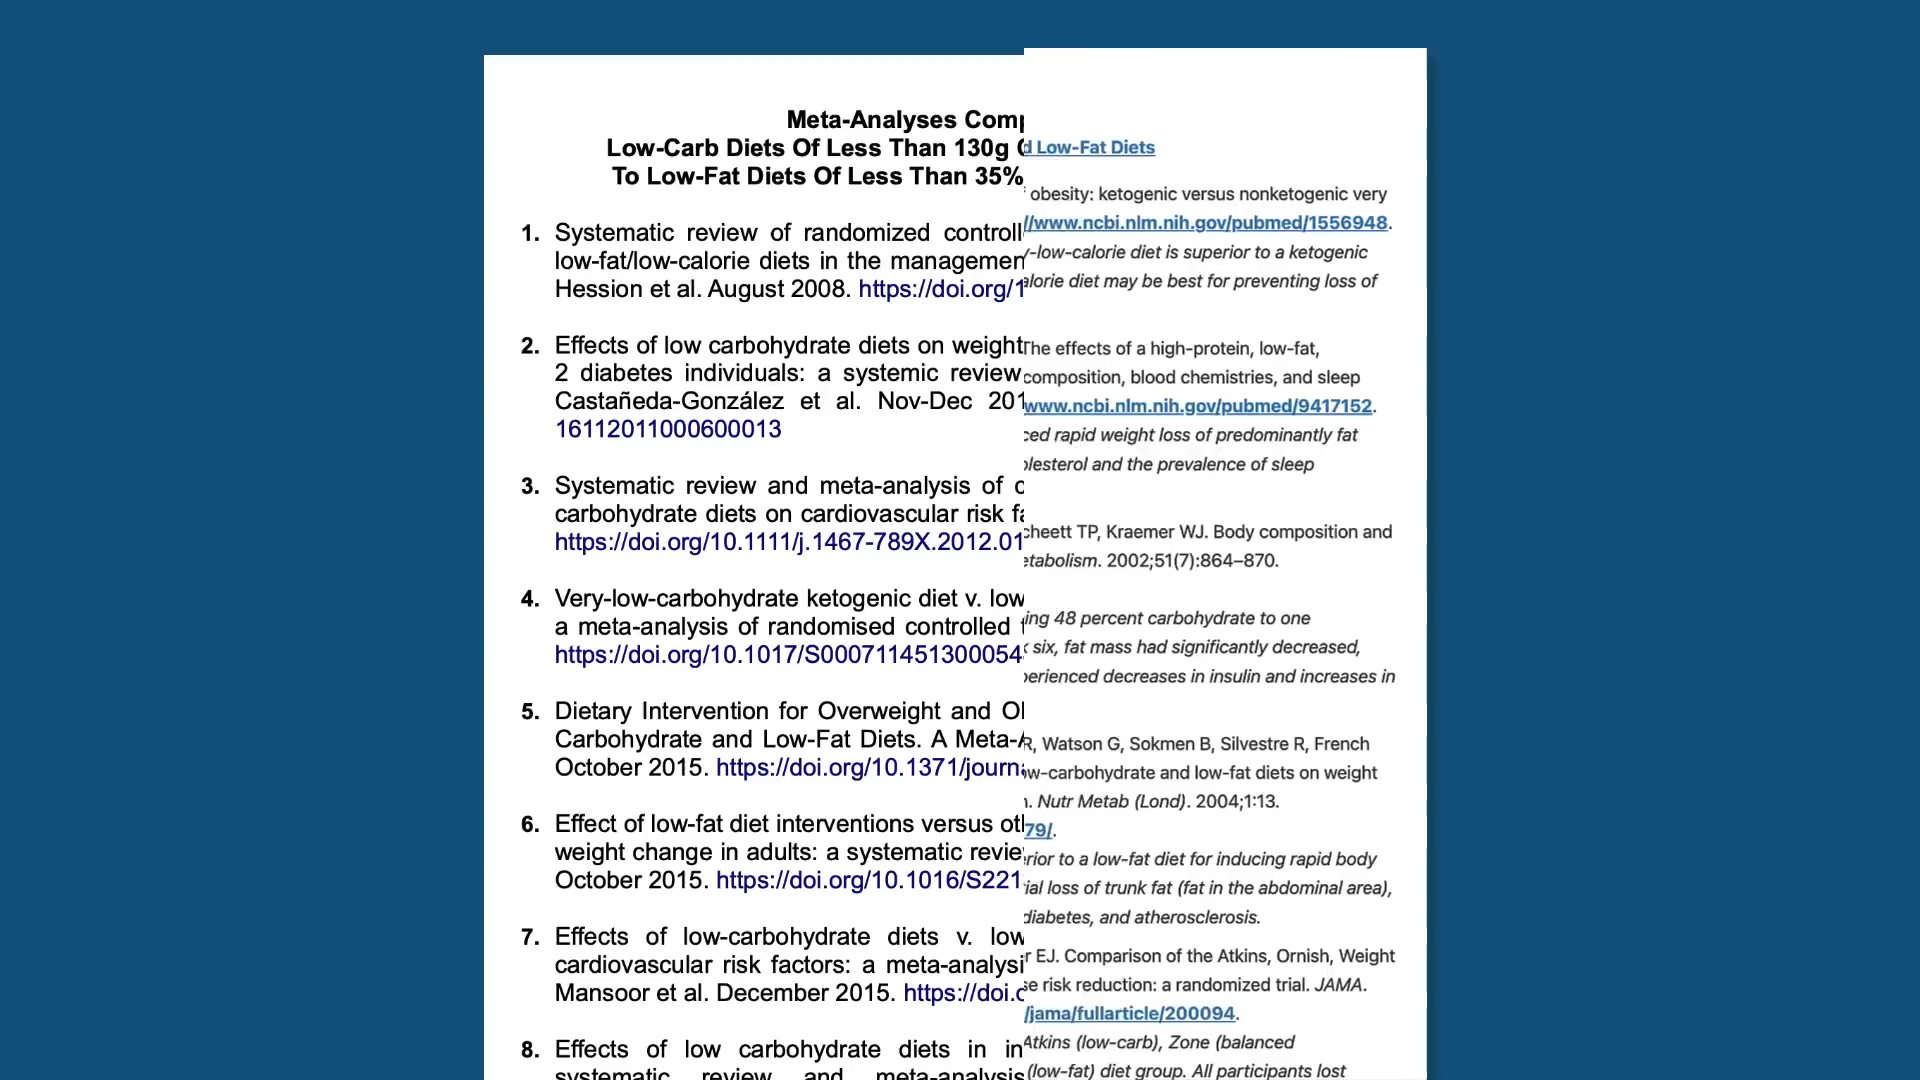 Meta-Analyses Comp
Low-Carb Diets Of Less Than 130g
To Low-Fat Diets Of Less Than 35%
1. Systematic review of randomized controll
low-fat/low-calorie diets in the managemen
Hession et al. August 2008. https://doi.org/1
2. Effects of low carbohydrate diets on weight
2 diabetes individuals: a systemic review
Castañeda-González et al. Nov-Dec 201
16112011000600013
3. Systematic review and meta-analysis of
carbohydrate diets on cardiovascular risk fa
https://doi.org/10.1111/j.1467-789X.2012.01
4. Very-low-carbohydrate ketogenic diet v. low
a meta-analysis of randomised controlled
https://doi.org/10.1017/S000711451300054
5. Dietary Intervention for Overweight and Ob
Carbohydrate and Low-Fat Diets. A Meta-A
October 2015. https://doi.org/10.1371/journa
6. Effect of low-fat diet interventions versus oth
weight change in adults: a systematic revie
October 2015. https://doi.org/10.1016/S221
7. Effects of low-carbohydrate diets v. low
cardiovascular risk factors: a meta-analysi
Mansoor et al. December 2015. https://doi.o
8. Effects of low carbohydrate diets in in
systematic review and meta-analysis
d Low-Fat Diets
obesity: ketogenic versus nonketogenic very
//www.ncbi.nlm.nih.gov/pubmed/1556948.
y-low-calorie diet is superior to a ketogenic
alorie diet may be best for preventing loss of
The effects of a high-protein, low-fat,
composition, blood chemistries, and sleep
www.ncbi.nlm.nih.gov/pubmed/9417152.
ced rapid weight loss of predominantly fat
olesterol and the prevalence of sleep
cheett TP, Kraemer WJ. Body composition and
etabolism. 2002;51(7):864–870.
ing 48 percent carbohydrate to one
k six, fat mass had significantly decreased,
perienced decreases in insulin and increases in
R, Watson G, Sokmen B, Silvestre R, French
ow-carbohydrate and low-fat diets on weight
n. Nutr Metab (Lond). 2004;1:13.
79/.
erior to a low-fat diet for inducing rapid body
ial loss of trunk fat (fat in the abdominal area),
diabetes, and atherosclerosis.
r EJ. Comparison of the Atkins, Ornish, Weight
se risk reduction: a randomized trial. JAMA.
/jama/fullarticle/200094.
Atkins (low-carb), Zone (balanced
(low-fat) diet group. All participants lost